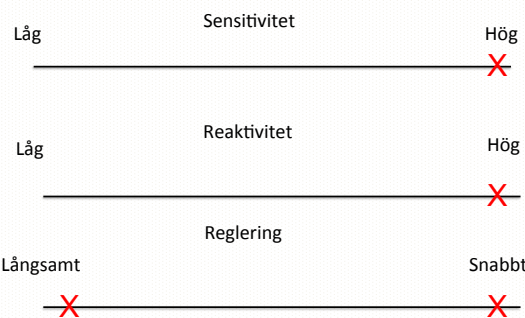 Sensitivitet
Låg Hög
X
Reaktivitet
Låg Hög
X
Reglering
Långsamt Snabbt
X X